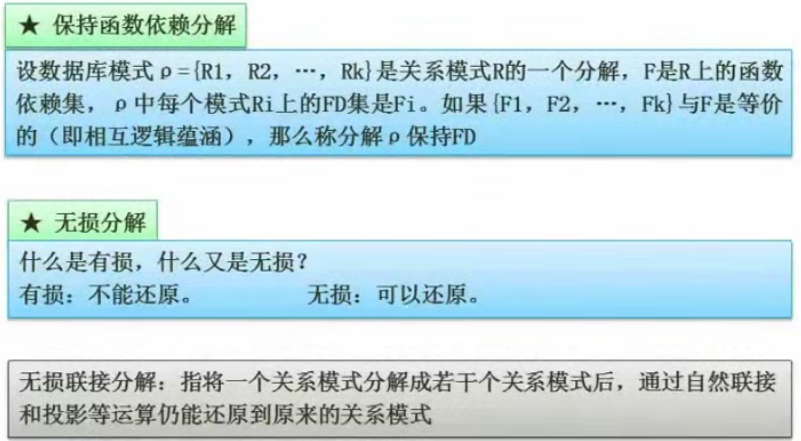 ★ 保持函数依赖分解
设数据库模式ρ={R1，R2，…，Rk}是关系模式R的一个分解，F是R上的函数
依赖集，ρ中每个模式Ri上的FD集是Fi。如果{F1，F2，…，Fk}与F是等价
的（即相互逻辑蕴涵），那么称分解ρ保持FD
★ 无损分解
什么是有损，什么又是无损？
有损：不能还原。 无损：可以还原。
无损联接分解：指将一个关系模式分解成若干个关系模式后，通过自然联接
和投影等运算仍能还原到原来的关系模式